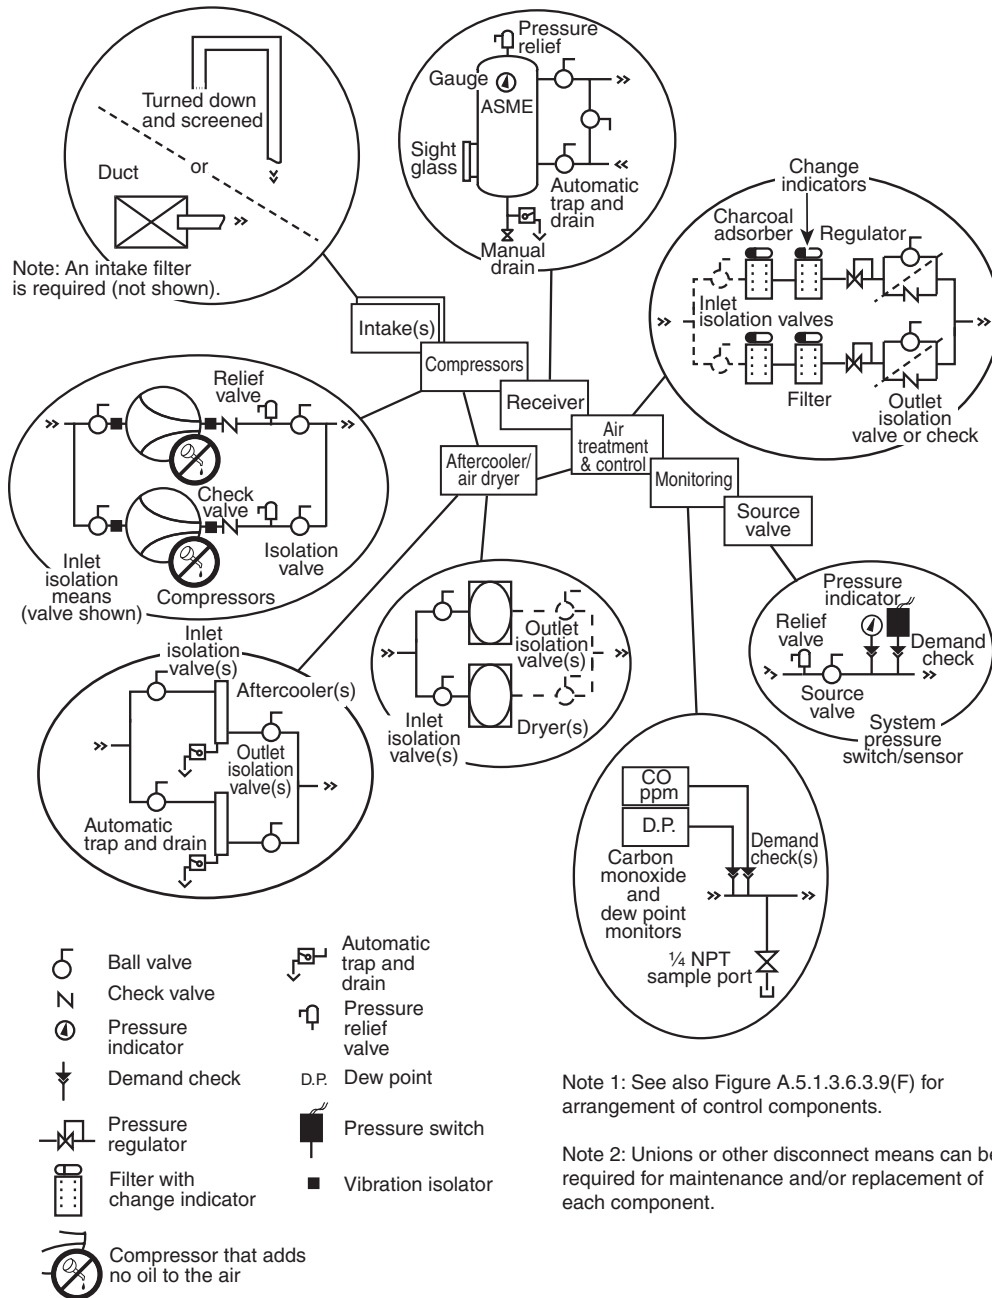 Turned down
and screened
or
Duct
Note: An intake filter
is required (not shown).
Pressure
relief
Gauge
ASME
Sight
glass
Automatic
trap and
drain
Manual
drain
Change
indicators
Charcoal
adsorber
Regulator
Inlet
isolation valves
Filter
Outlet
isolation
valve or check
Intake(s)
Compressors
Receiver
Air
treatment
& control
Aftercooler/
air dryer
Monitoring
Source
valve
Relief
valve
Check
valve
Inlet
isolation
means
(valve shown)
Compressors
Isolation
valve
Inlet
isolation
valve(s)
Aftercooler(s)
Outlet
isolation
valve(s)
Automatic
trap and drain
Outlet
isolation
valve(s)
Inlet
isolation
valve(s)
Dryer(s)
Pressure
indicator
Relief
valve
Demand
check
Source
valve
System
pressure
switch/sensor
CO
ppm
D.P.
Demand
check(s)
Carbon
monoxide
and
dew point
monitors
¼ NPT
sample port
Ball valve
Check valve
Pressure
indicator
Demand check
Pressure
regulator
Filter with
change indicator
Compressor that adds
no oil to the air
Automatic
trap and
drain
Pressure
relief
valve
D.P. Dew point
Pressure switch
Vibration isolator
Note 1: See also Figure A.5.1.3.6.3.9(F) for
arrangement of control components.
Note 2: Unions or other disconnect means can be
required for maintenance and/or replacement of
each component.